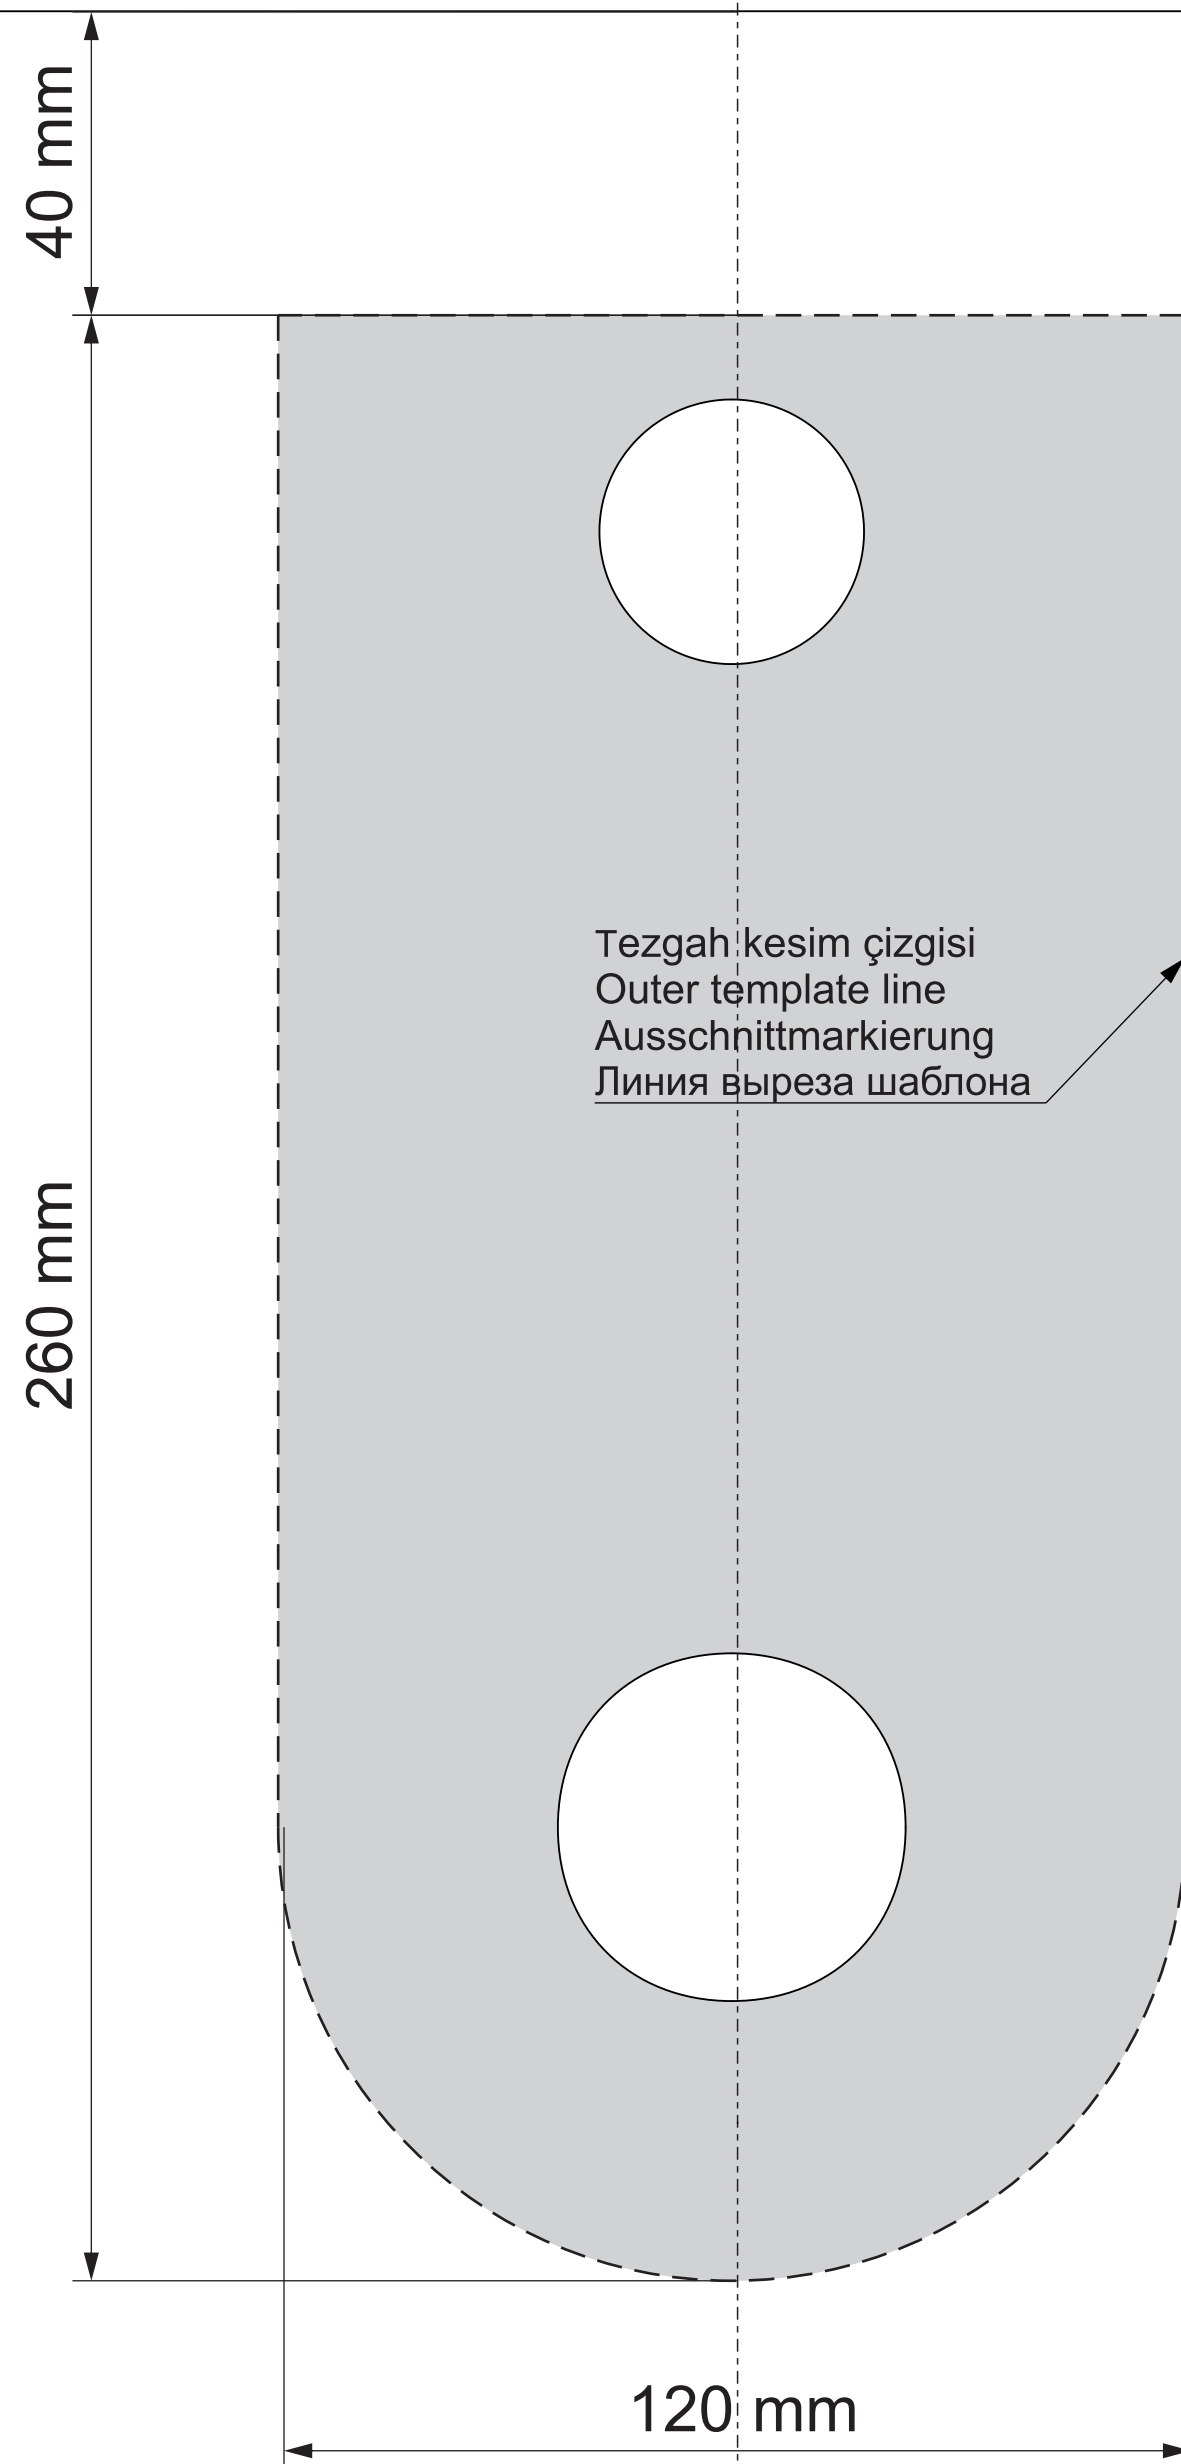 40 mm
Tezgah kesim çizgisi
Outer template line
Ausschnittmarkierung
Линия выреза шаблона
260 mm
120 mm